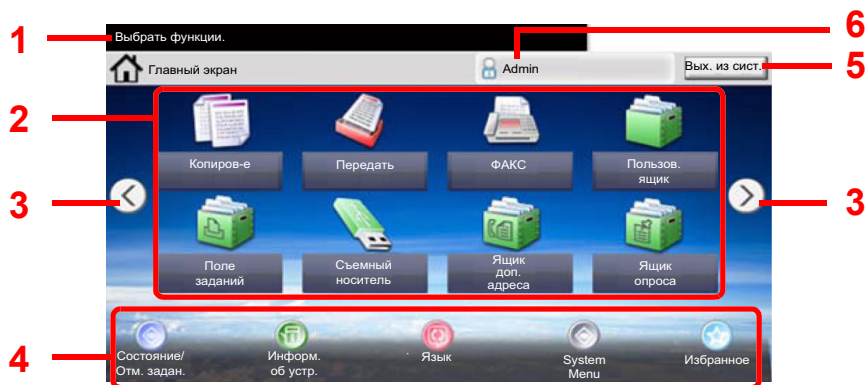 Выбрать функции.
1
6
Главный экран
Admin
Вых. из сист.
5
2
Копиров-е
Передать
ФАКС
Пользов.
ящик
3
3
Поле
заданий
Съемный
носитель
Ящик
доп.
адреса
Ящик
опроса
4
Состояние/
Отм. задан.
Информ.
об устр.
Язык
System
Menu
Избранное